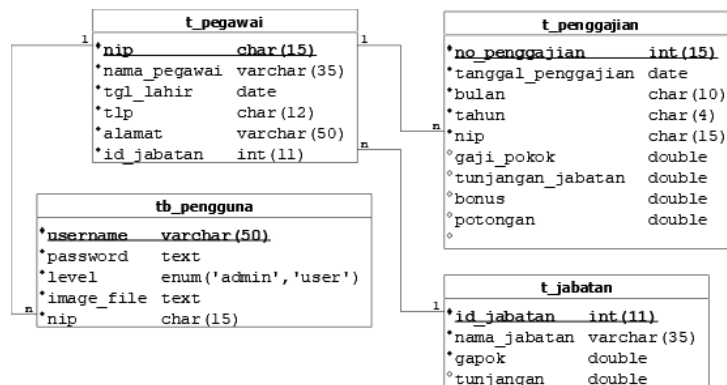 t_pegawai
1 nip char(15) 1
nama_pegawai varchar(35)
tgl_lahir date
tlp char(12)
alamat varchar(50)
id_jabatan int(11) n
t_penggajian
no_penggajian int(15)
tanggal_penggajian date
bulan char(10)
tahun char(4)
n nip char(15)
gaji_pokok double
tunjangan_jabatan double
bonus double
potongan double
tb_pengguna
username varchar(50)
password text
level enum('admin','user')
image_file text
n nip char(15)
t_jabatan
1 id_jabatan int(11)
nama_jabatan varchar(35)
gapok double
tunjangan double